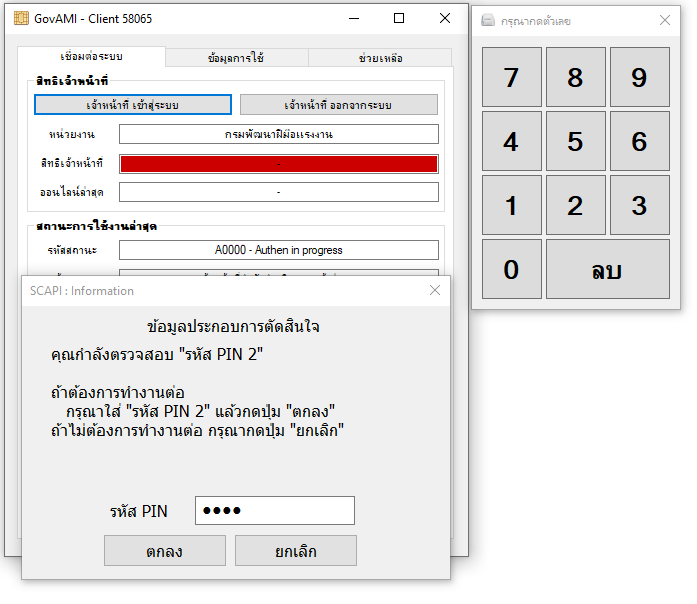 GovAMI - Client 58065
เชื่อมต่อระบบ
ข้อมูลการใช้
ช่วยเหลือ
สิทธิเจ้าหน้าที่
เจ้าหน้าที่ เข้าสู่ระบบ
เจ้าหน้าที่ ออกจากระบบ
หน่วยงาน
กรมพัฒนาฝีมือแรงงาน
สิทธิเจ้าหน้าที่
-
ออนไลน์ล่าสุด
-
สถานะการใช้งานล่าสุด
รหัสสถานะ
A0000 - Authen in progress
SCAPI : Information
ข้อมูลประกอบการตัดสินใจ
คุณกำลังตรวจสอบ "รหัส PIN 2"
ถ้าต้องการทำงานต่อ
กรุณาใส่ "รหัส PIN 2" แล้วกดปุ่ม "ตกลง"
ถ้าไม่ต้องการทำงานต่อ กรุณากดปุ่ม "ยกเลิก"
รหัส PIN
●●●●
ตกลง
ยกเลิก
กรุณากดตัวเลข
7 8 9
4 5 6
1 2 3
0 ลบ